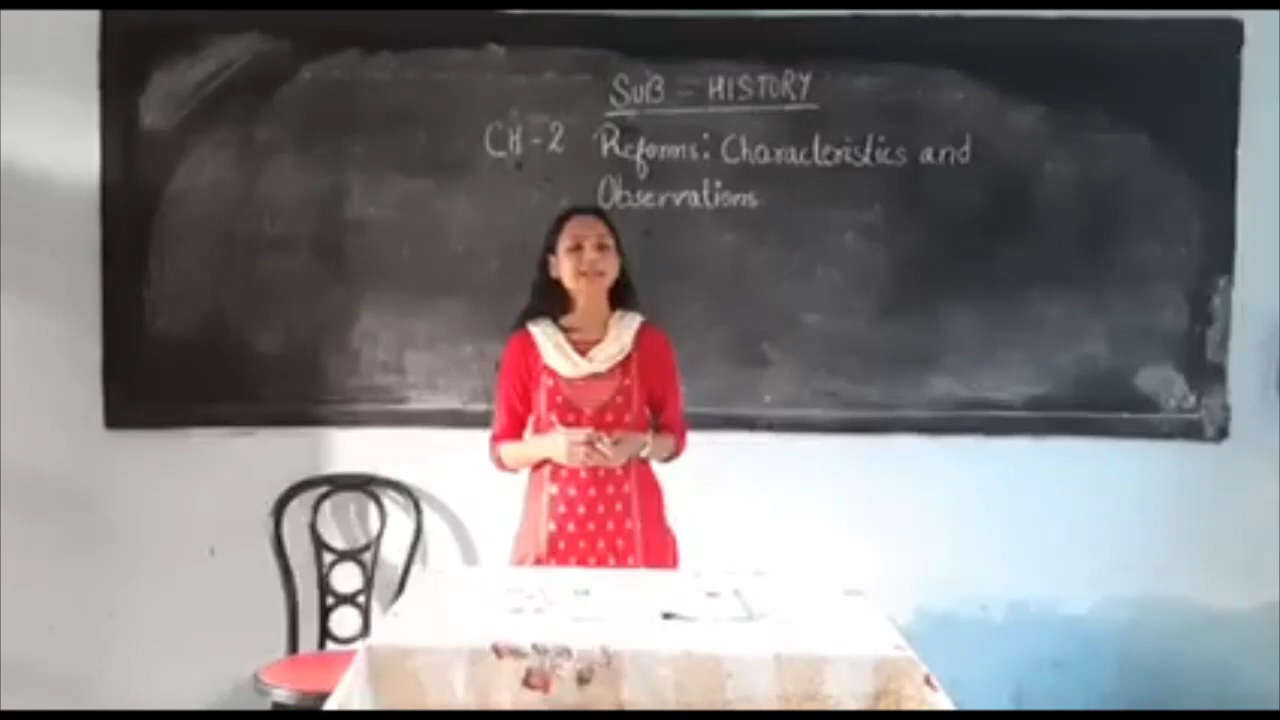 SUB - HISTORY
CH-2 Reforms: Characteristics and
Observations